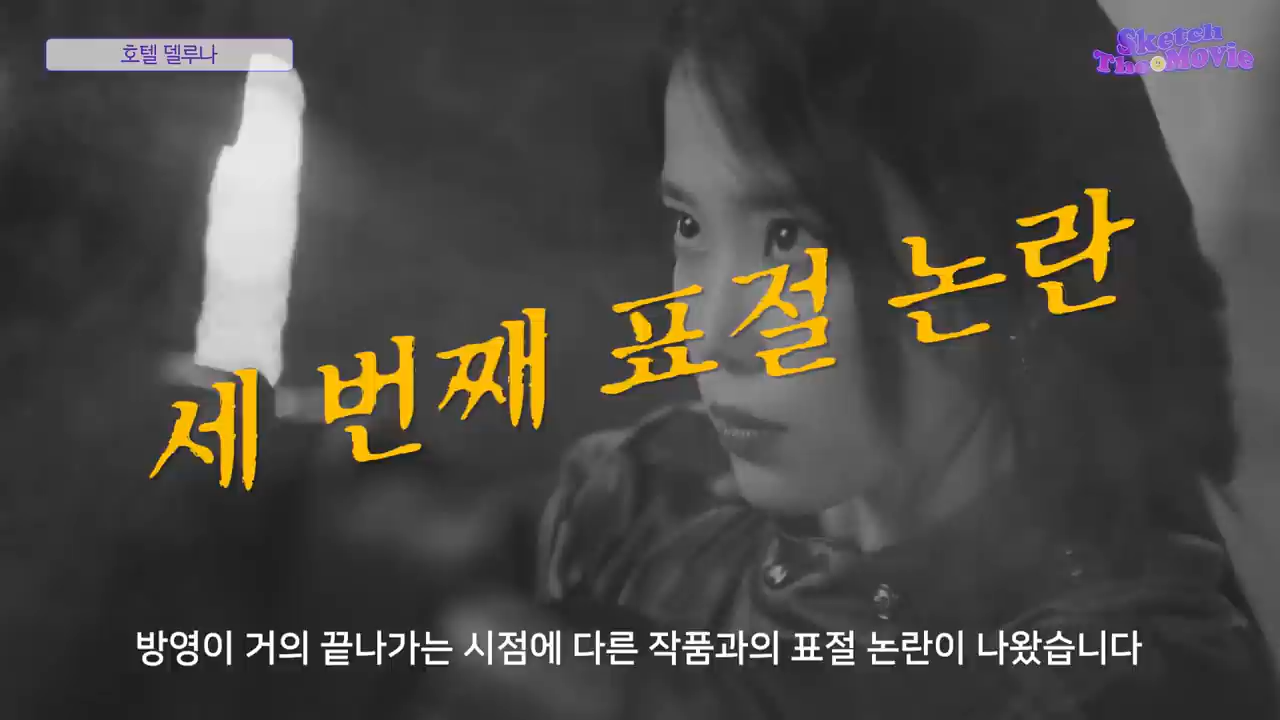 호텔 델루나
Sketch
The Movie
세 번째 표절 논란
방영이 거의 끝나가는 시점에 다른 작품과의 표절 논란이 나왔습니다